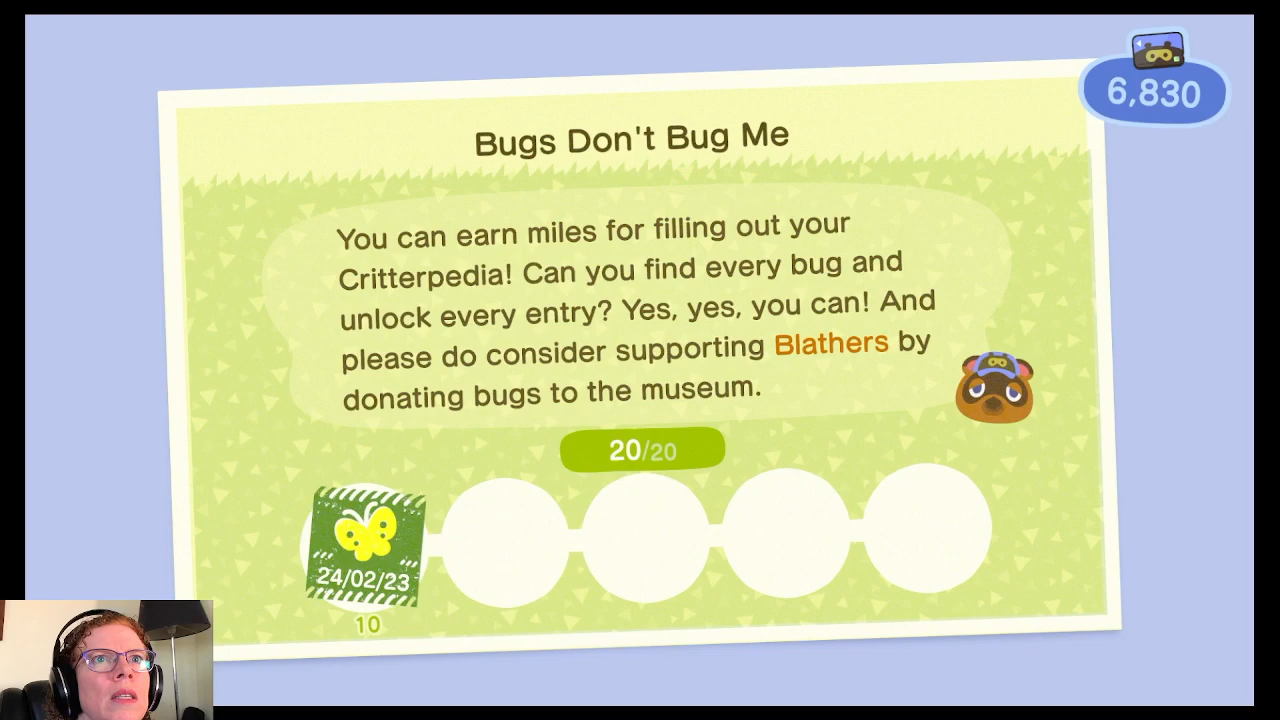 6,830
Bugs Don't Bug Me
You can earn miles for filling out your
Critterpedia! Can you find every bug and
unlock every entry? Yes, yes, you can! And
please do consider supporting Blathers by
donating bugs to the museum.
20/20
24/02/23
10